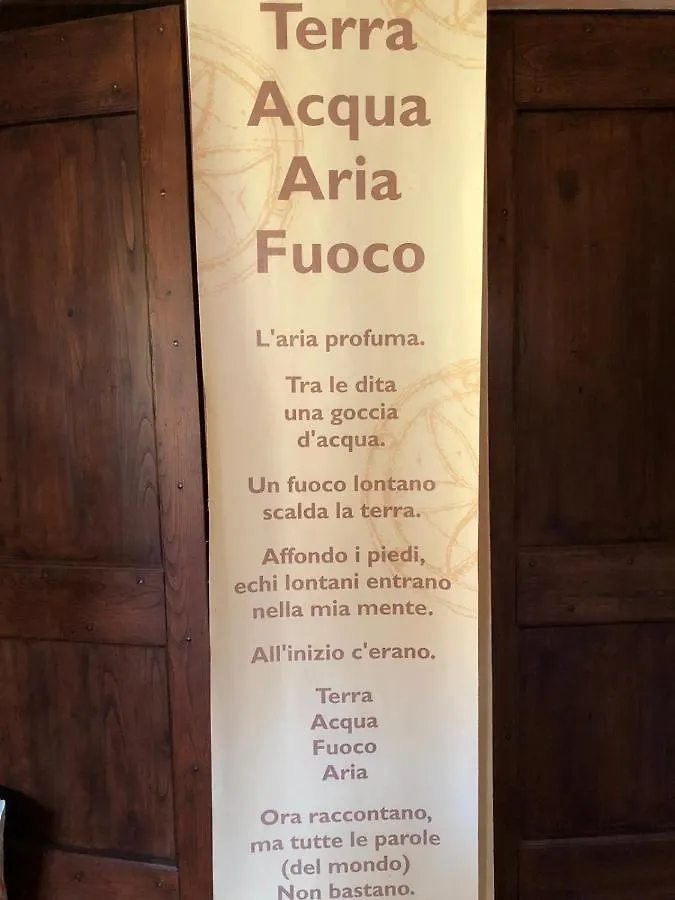 Terra
Acqua
Aria
Fuoco
L'aria profuma.
Tra le dita
una goccia
d'acqua.
Un fuoco lontano
scalda la terra.
Affondo i piedi,
echi lontani entrano
nella mia mente.
All'inizio c'erano.
Terra
Acqua
Fuoco
Aria
Ora raccontano,
ma tutte le parole
(del mondo)
Non bastano.